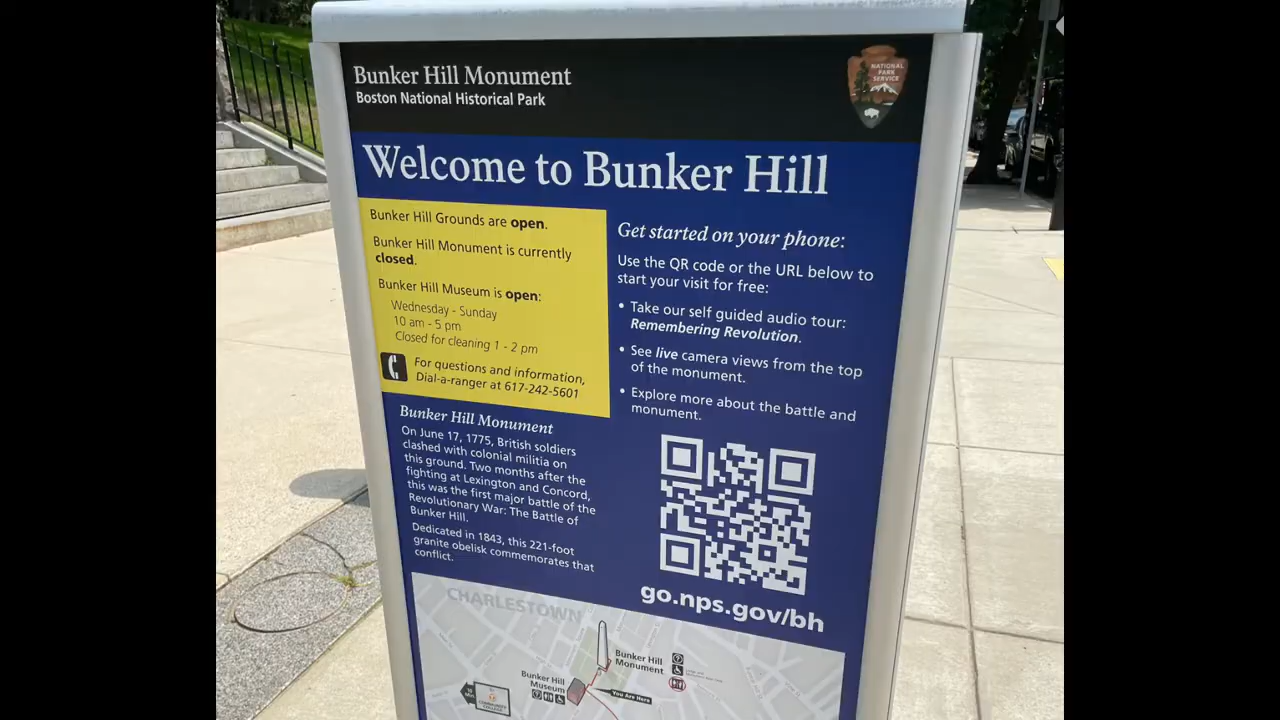 Bunker Hill Monument
Boston National Historical Park
NATIONAL
PARK
SERVICE
Welcome to Bunker Hill
Bunker Hill Grounds are open.
Bunker Hill Monument is currently
closed.
Bunker Hill Museum is open:
Wednesday - Sunday
10 am - 5 pm
Closed for cleaning 1 - 2 pm
For questions and information,
Dial-a-ranger at 617-242-5601
Get started on your phone:
Use the QR code or the URL below to
start your visit for free:
• Take our self guided audio tour:
Remembering Revolution.
• See live camera views from the top
of the monument.
• Explore more about the battle and
monument.
go.nps.gov/bh
Bunker Hill Monument
On June 17, 1775, British soldiers
clashed with colonial militia on
this ground. Two months after the
fighting at Lexington and Concord,
this was the first major battle of the
Revolutionary War: The Battle of
Bunker Hill.
Dedicated in 1843, this 221-foot
granite obelisk commemorates that
conflict.
CHARLESTOWN
Bunker Hill
Monument
Bunker Hill
Museum
You Are Here
COMMUNITY
COLLEGE